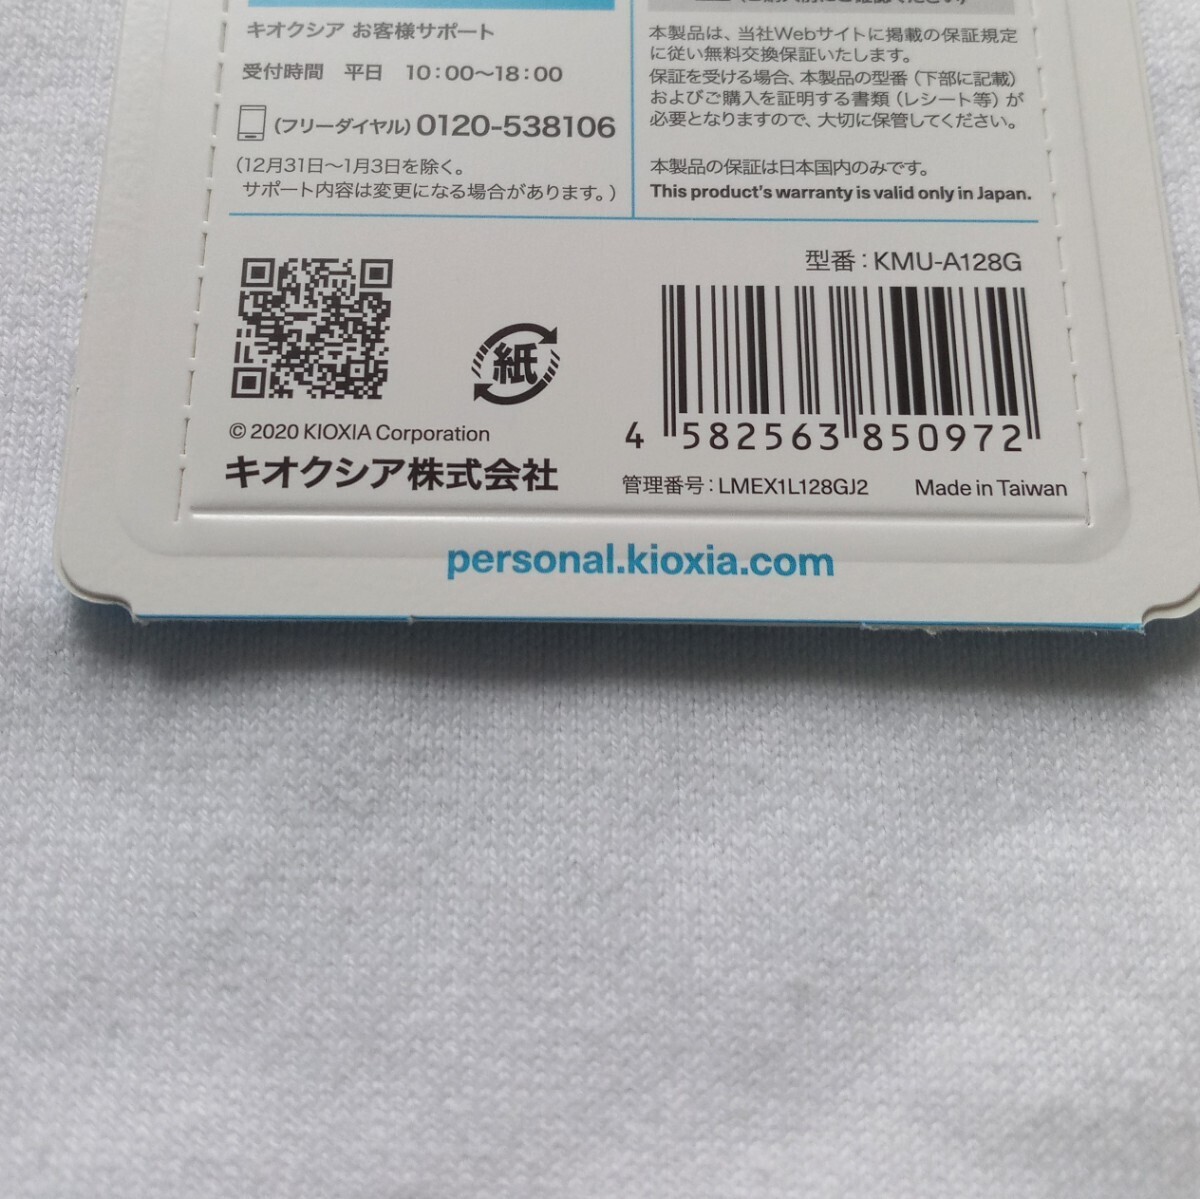 キオクシア お客様サポート
受付時間 平日 10：00～18：00
（フリーダイヤル）0120-538106
（12月31日～1月3日を除く。
サポート内容は変更になる場合があります。）
本製品は、当社Webサイトに掲載の保証規定
に従い無料交換保証いたします。
保証を受ける場合、本製品の型番（下部に記載）
およびご購入を証明する書類（レシート等）が
必要となりますので、大切に保管してください。
本製品の保証は日本国内のみです。
This product's warranty is valid only in Japan.
型番：KMU-A128G
紙
4 582563 850972
© 2020 KIOXIA Corporation
キオクシア株式会社
管理番号：LMEX1L128GJ2 Made in Taiwan
personal.kioxia.com